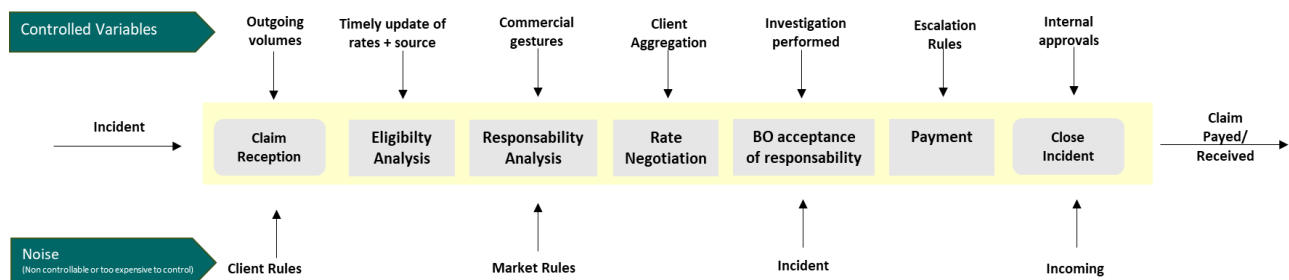 Controlled Variables
Outgoing
volumes
Timely update of
rates + source
Commercial
gestures
Client
Aggregation
Investigation
performed
Escalation
Rules
Internal
approvals
Incident
Claim
Reception
Eligibilty
Analysis
Responsability
Analysis
Rate
Negotiation
BO acceptance
of responsability
Payment
Close
Incident
Claim
Payed/
Received
Noise
(Non controllable or too expensive to control)
Client Rules
Market Rules
Incident
Incoming